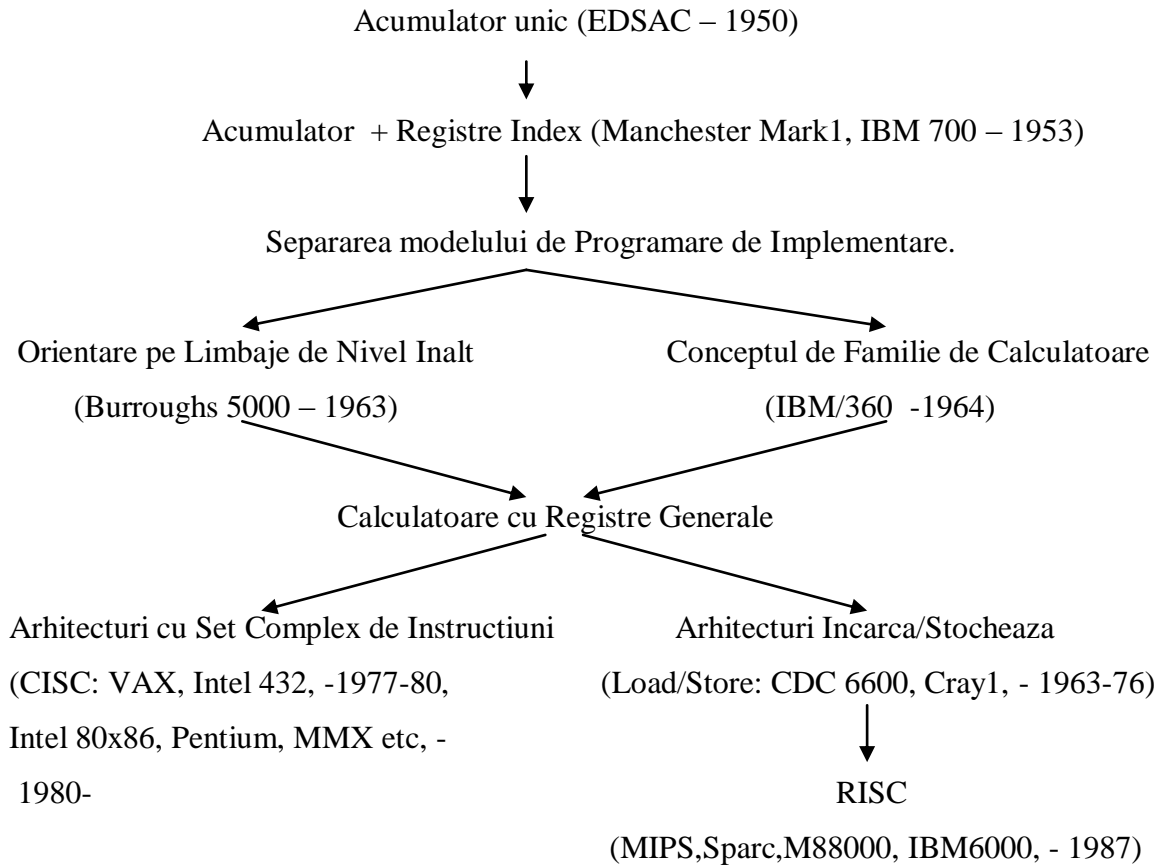 Acumulator unic (EDSAC – 1950)
Acumulator + Registre Index (Manchester Mark1, IBM 700 – 1953)
Separarea modelului de Programare de Implementare.
Orientare pe Limbaje de Nivel Inalt
(Burroughs 5000 – 1963)
Conceptul de Familie de Calculatoare
(IBM/360 -1964)
Calculatoare cu Registre Generale
Arhitecturi cu Set Complex de Instructiuni
(CISC: VAX, Intel 432, -1977-80,
Intel 80x86, Pentium, MMX etc, -
1980-
Arhitecturi Incarca/Stocheaza
(Load/Store: CDC 6600, Cray1, - 1963-76)
RISC
(MIPS,Sparc,M88000, IBM6000, - 1987)